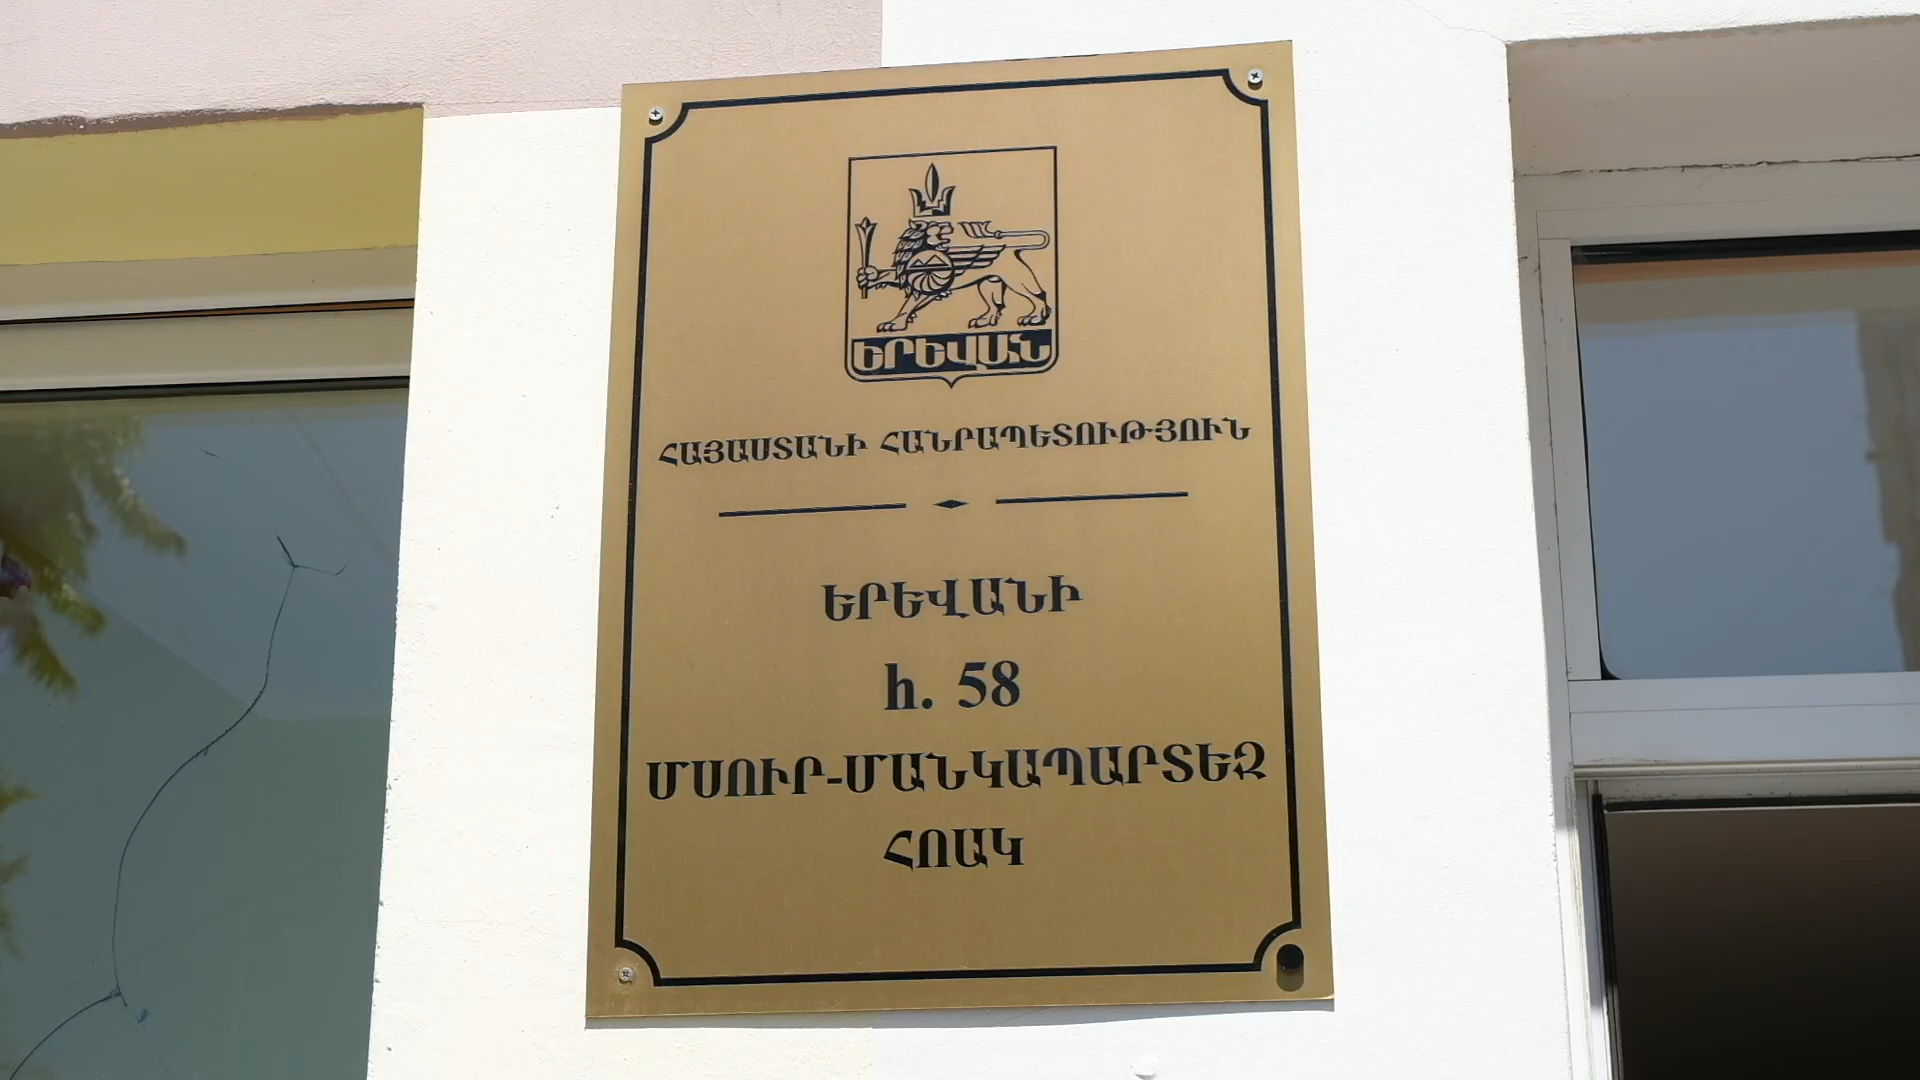 ԵՐԵՎԱՆ
ՀԱՅԱՍՏԱՆԻ ՀԱՆՐԱՊԵՏՈՒԹՅՈՒՆ
ԵՐԵՎԱՆԻ
հ. 58
ՄՍՈՒՐ-ՄԱՆԿԱՊԱՐՏԵԶ
ՀՈԱԿ